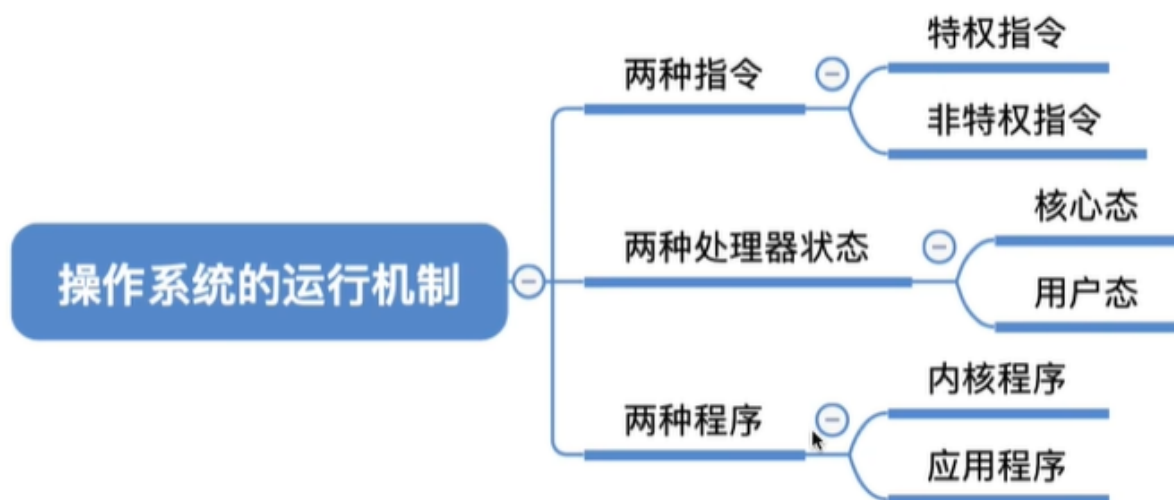 操作系统的运行机制
两种指令
特权指令
非特权指令
两种处理器状态
核心态
用户态
两种程序
内核程序
应用程序